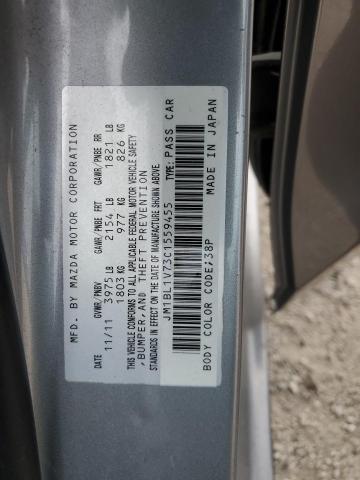 MFD. BY MAZDA MOTOR CORPORATION
DATE GVWR/PNBV GAWR/PNBE FRT GAWR/PNBE RR
11/11 3975 LB 2154 LB 1821 LB
1803 KG 977 KG 826 KG
THIS VEHICLE CONFORMS TO ALL APPLICABLE FEDERAL MOTOR VEHICLE SAFETY
, BUMPER, AND THEFT PREVENTION
STANDARDS IN EFFECT ON THE DATE OF MANUFACTURE SHOWN ABOVE.
JM1BL1V73C1559455 TYPE: PASS CAR
BODY COLOR CODE:38P MADE IN JAPAN